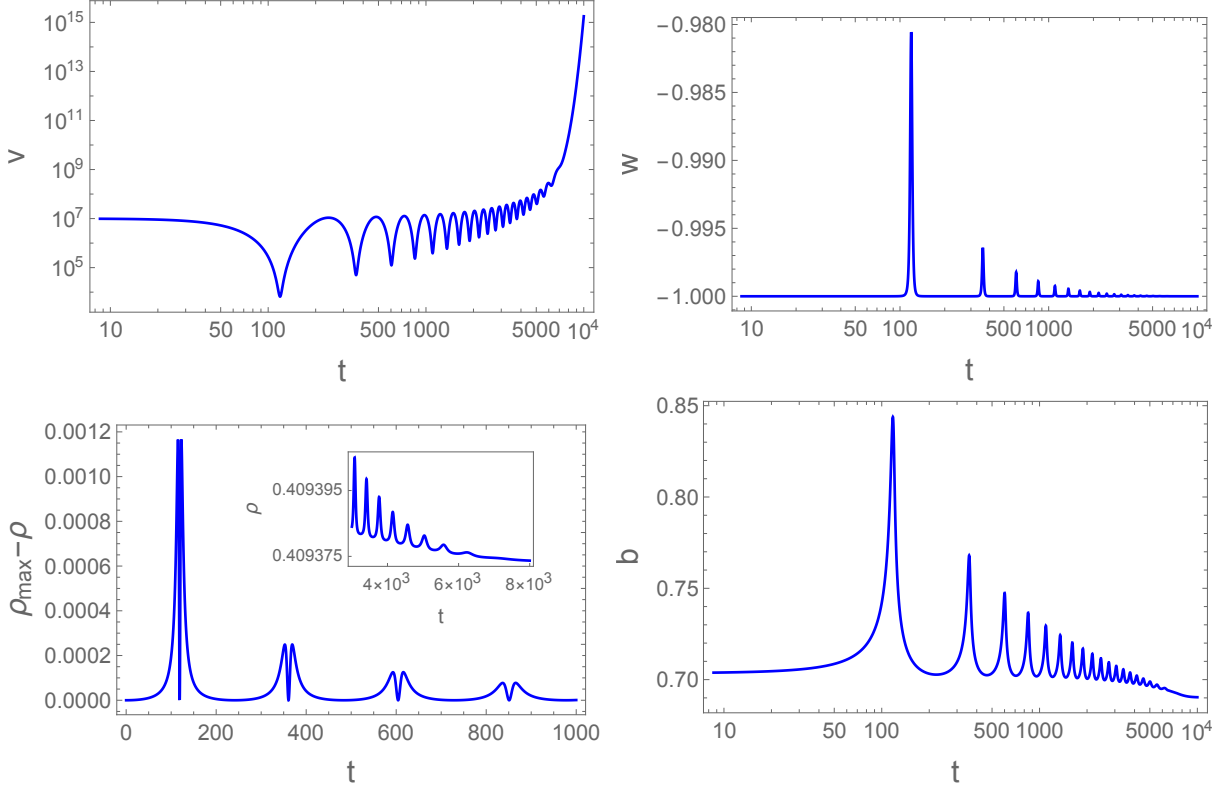 10^15
10^13
10^11
10^9
10^7
10^5
v
10 50 100 500 1000 5000 10^4
t
−0.980
−0.985
−0.990
−0.995
−1.000
w
10 50 100 500 1000 5000 10^4
t
0.0012
0.0010
0.0008
0.0006
0.0004
0.0002
0.0000
ρmax−ρ
0 200 400 600 800 1000
t
0.409395
0.409375
ρ
4×10^3 6×10^3 8×10^3
t
0.85
0.80
0.75
0.70
b
10 50 100 500 1000 5000 10^4
t